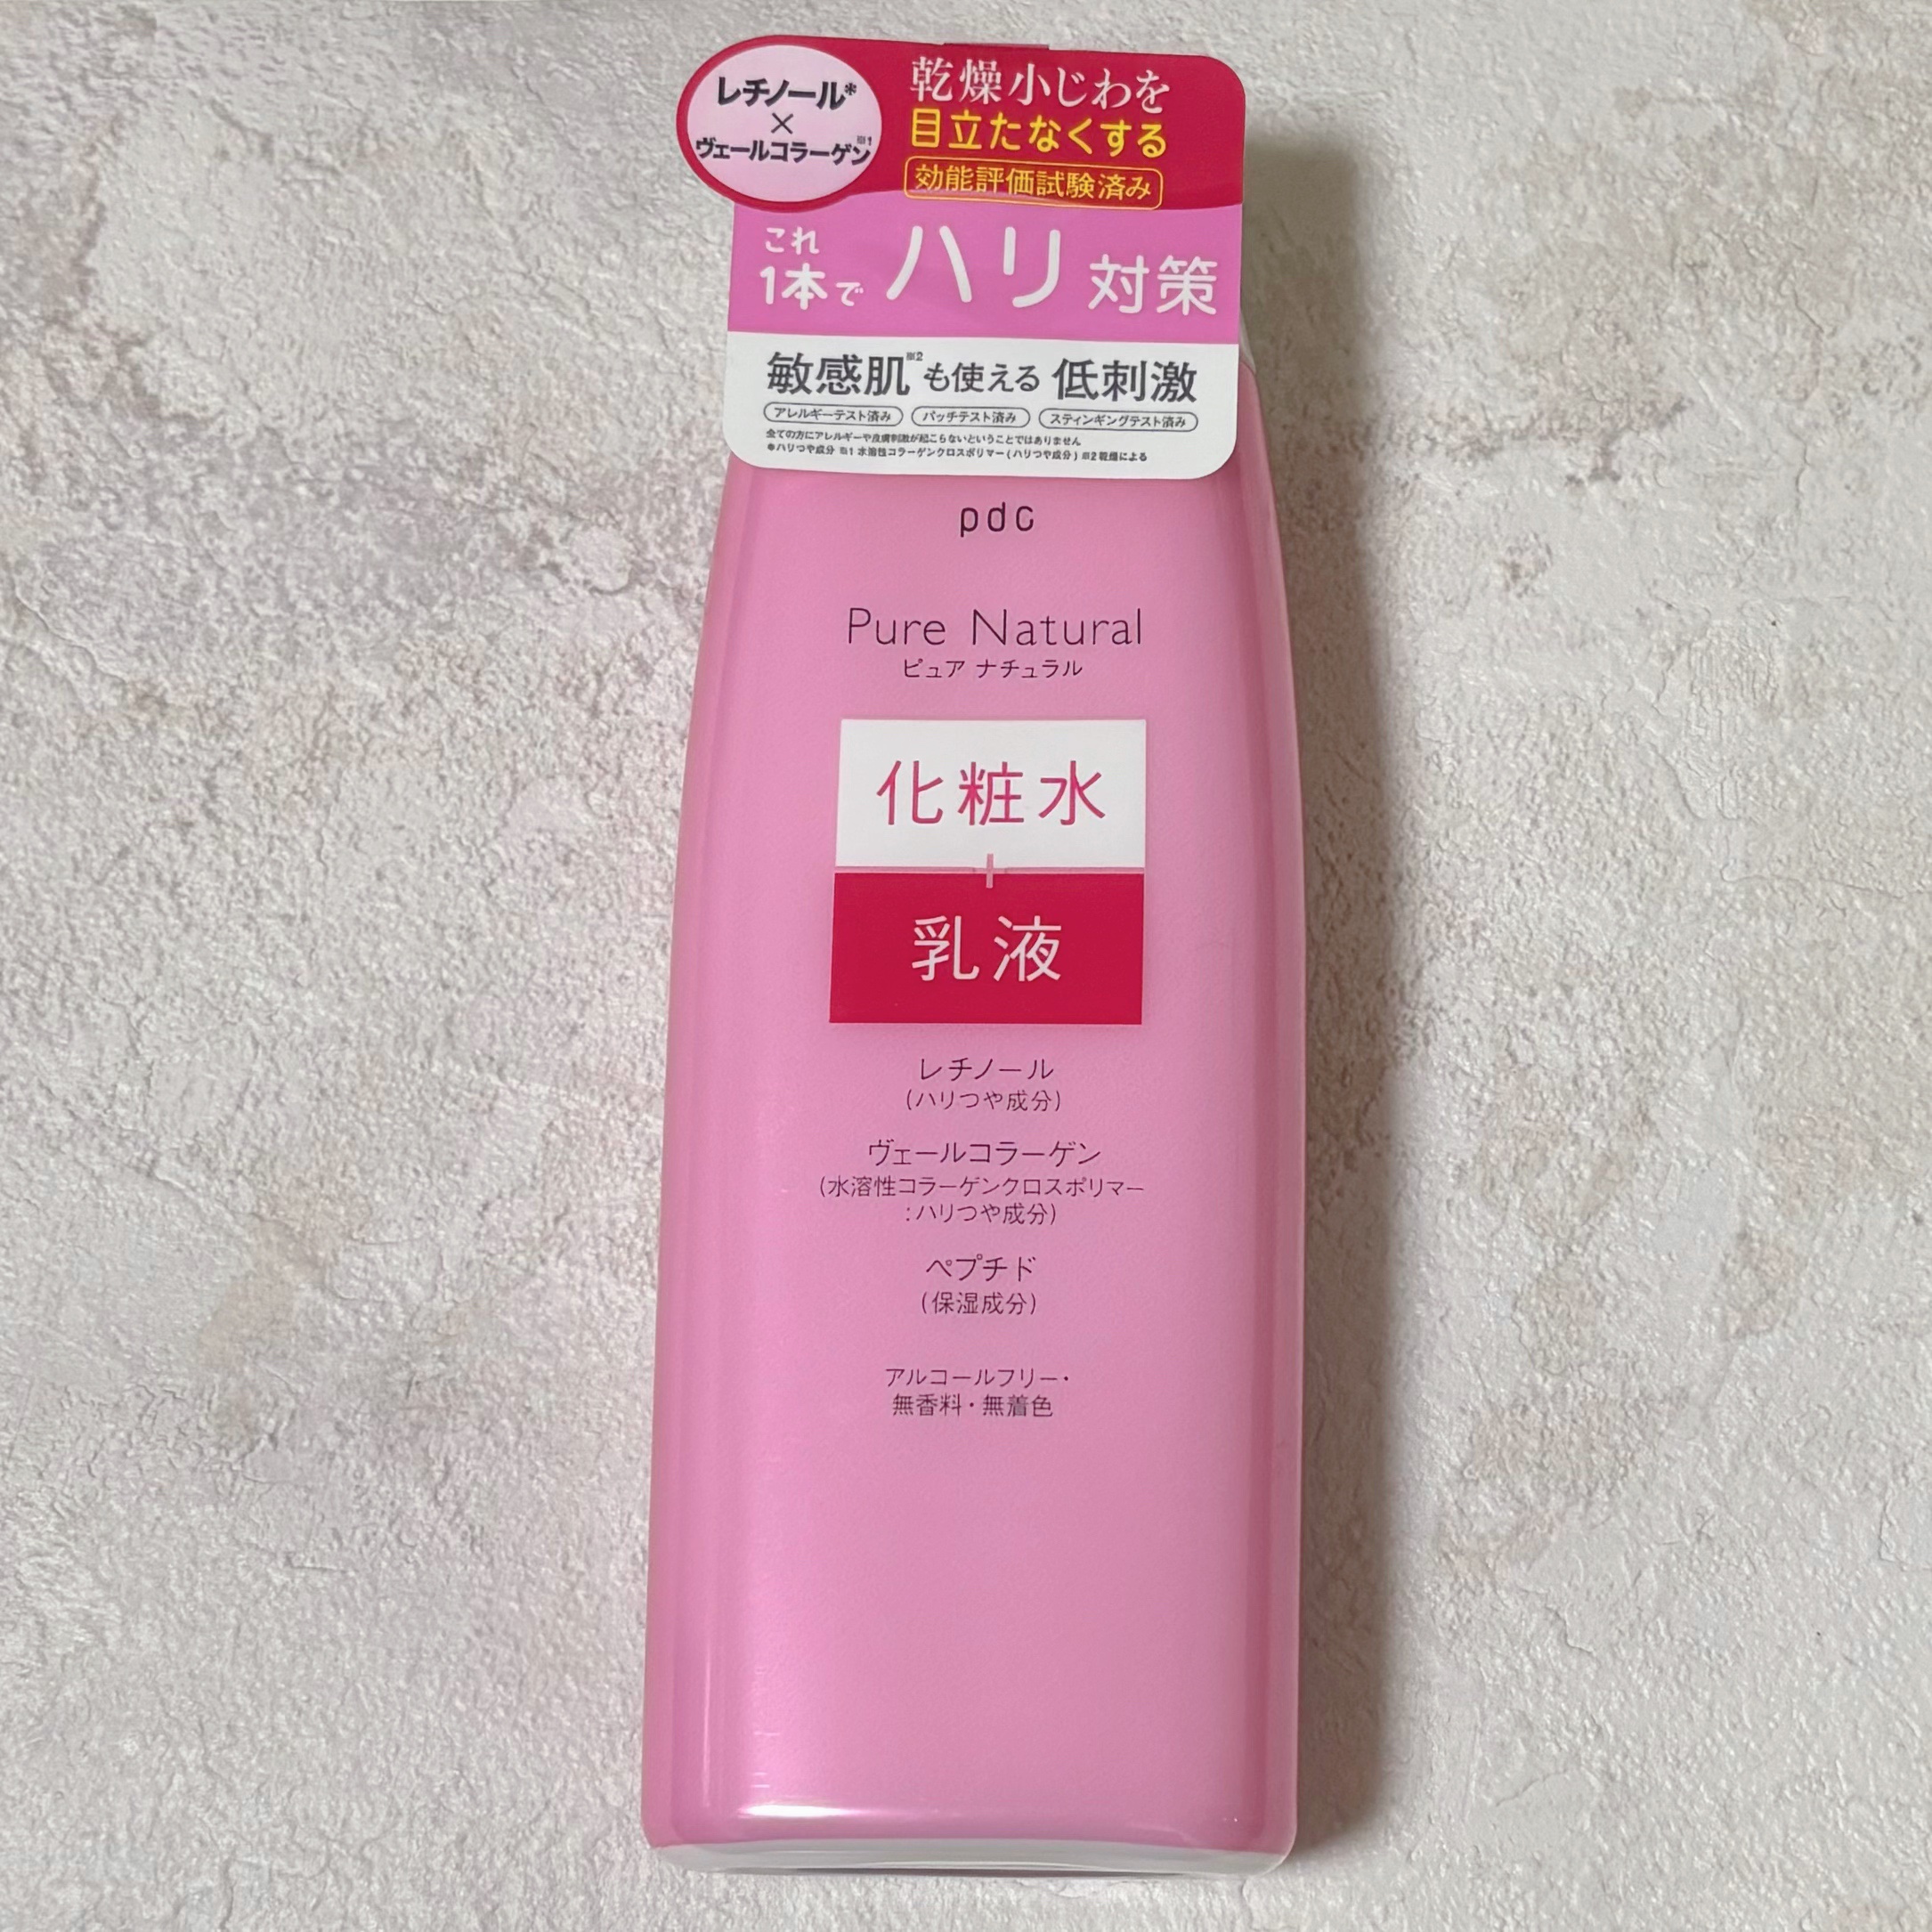 レチノール*
×
ヴェールコラーゲン※1
乾燥小じわを
目立たなくする
効能評価試験済み
これ
1本で ハリ 対策
敏感肌※2も使える 低刺激
アレルギーテスト済み パッチテスト済み スティンギングテスト済み
全ての方にアレルギーや皮膚刺激が起こらないということではありません
*ハリつや成分 ※1 水溶性コラーゲンクロスポリマー(ハリつや成分) ※2 乾燥による
pdc
Pure Natural
ピュア ナチュラル
化粧水
+
乳液
レチノール
(ハリつや成分)
ヴェールコラーゲン
(水溶性コラーゲンクロスポリマー
:ハリつや成分)
ペプチド
(保湿成分)
アルコールフリー・
無香料・無着色